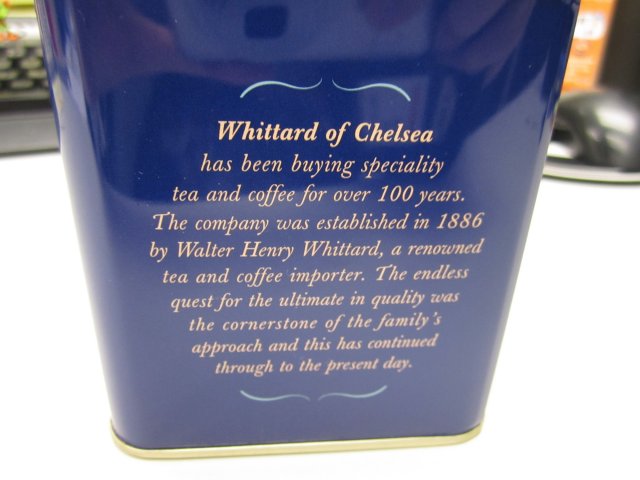 Whittard of Chelsea
has been buying speciality
tea and coffee for over 100 years.
The company was established in 1886
by Walter Henry Whittard, a renowned
tea and coffee importer. The endless
quest for the ultimate in quality was
the cornerstone of the family's
approach and this has continued
through to the present day.